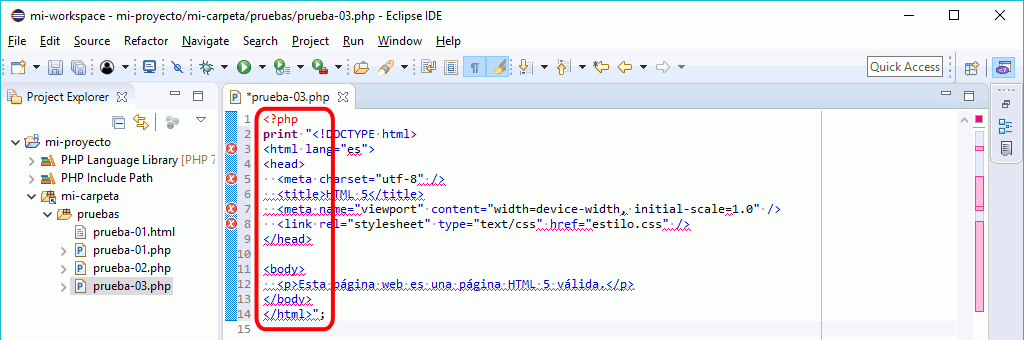 mi-workspace - mi-proyecto/mi-carpeta/pruebas/prueba-03.php - Eclipse IDE
File Edit Source Refactor Navigate Search Project Run Window Help
Quick Access
Project Explorer
*prueba-03.php
mi-proyecto
PHP Language Library [PHP 7
PHP Include Path
mi-carpeta
pruebas
prueba-01.html
prueba-01.php
prueba-02.php
prueba-03.php
1 <?php
2 print·"<!DOCTYPE·html>
3 <html·lang="es">
4 <head>
5 ··<meta·charset="utf-8"·/>
6 ··<title>HTML·5</title>
7 ··<meta·name="viewport"·content="width=device-width,·initial-scale=1.0"·/>
8 ··<link·rel="stylesheet"·type="text/css"·href="estilo.css"·/>
9 </head>
10
11 <body>
12 ··<p>Esta·página·web·es·una·página·HTML·5·válida.</p>
13 </body>
14 </html>";
15